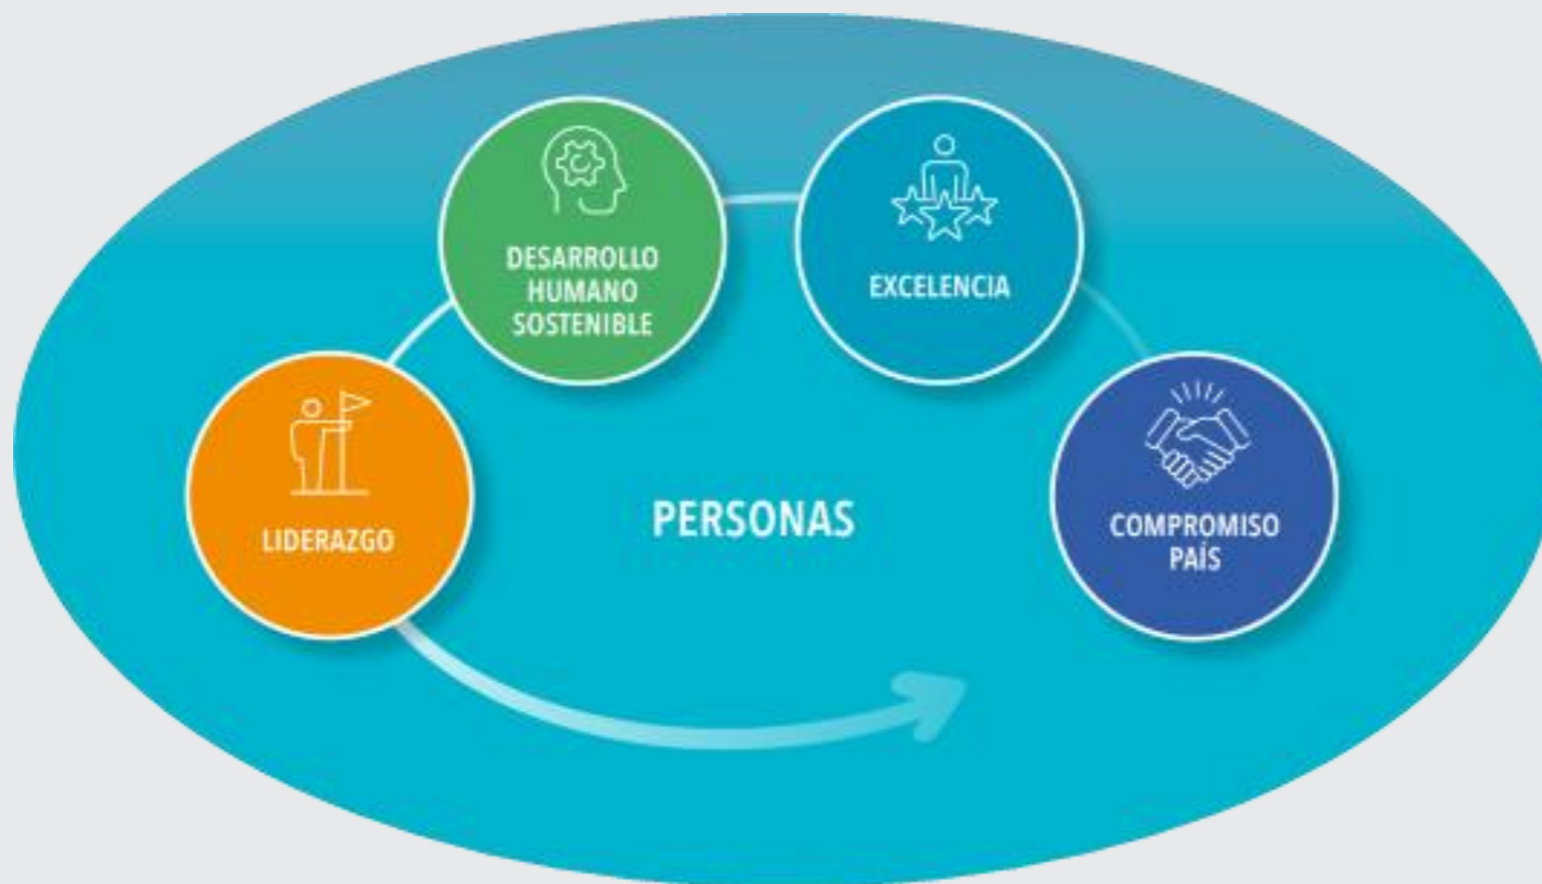 DESARROLLO
HUMANO
SOSTENIBLE
EXCELENCIA
LIDERAZGO
PERSONAS
COMPROMISO
PAÍS